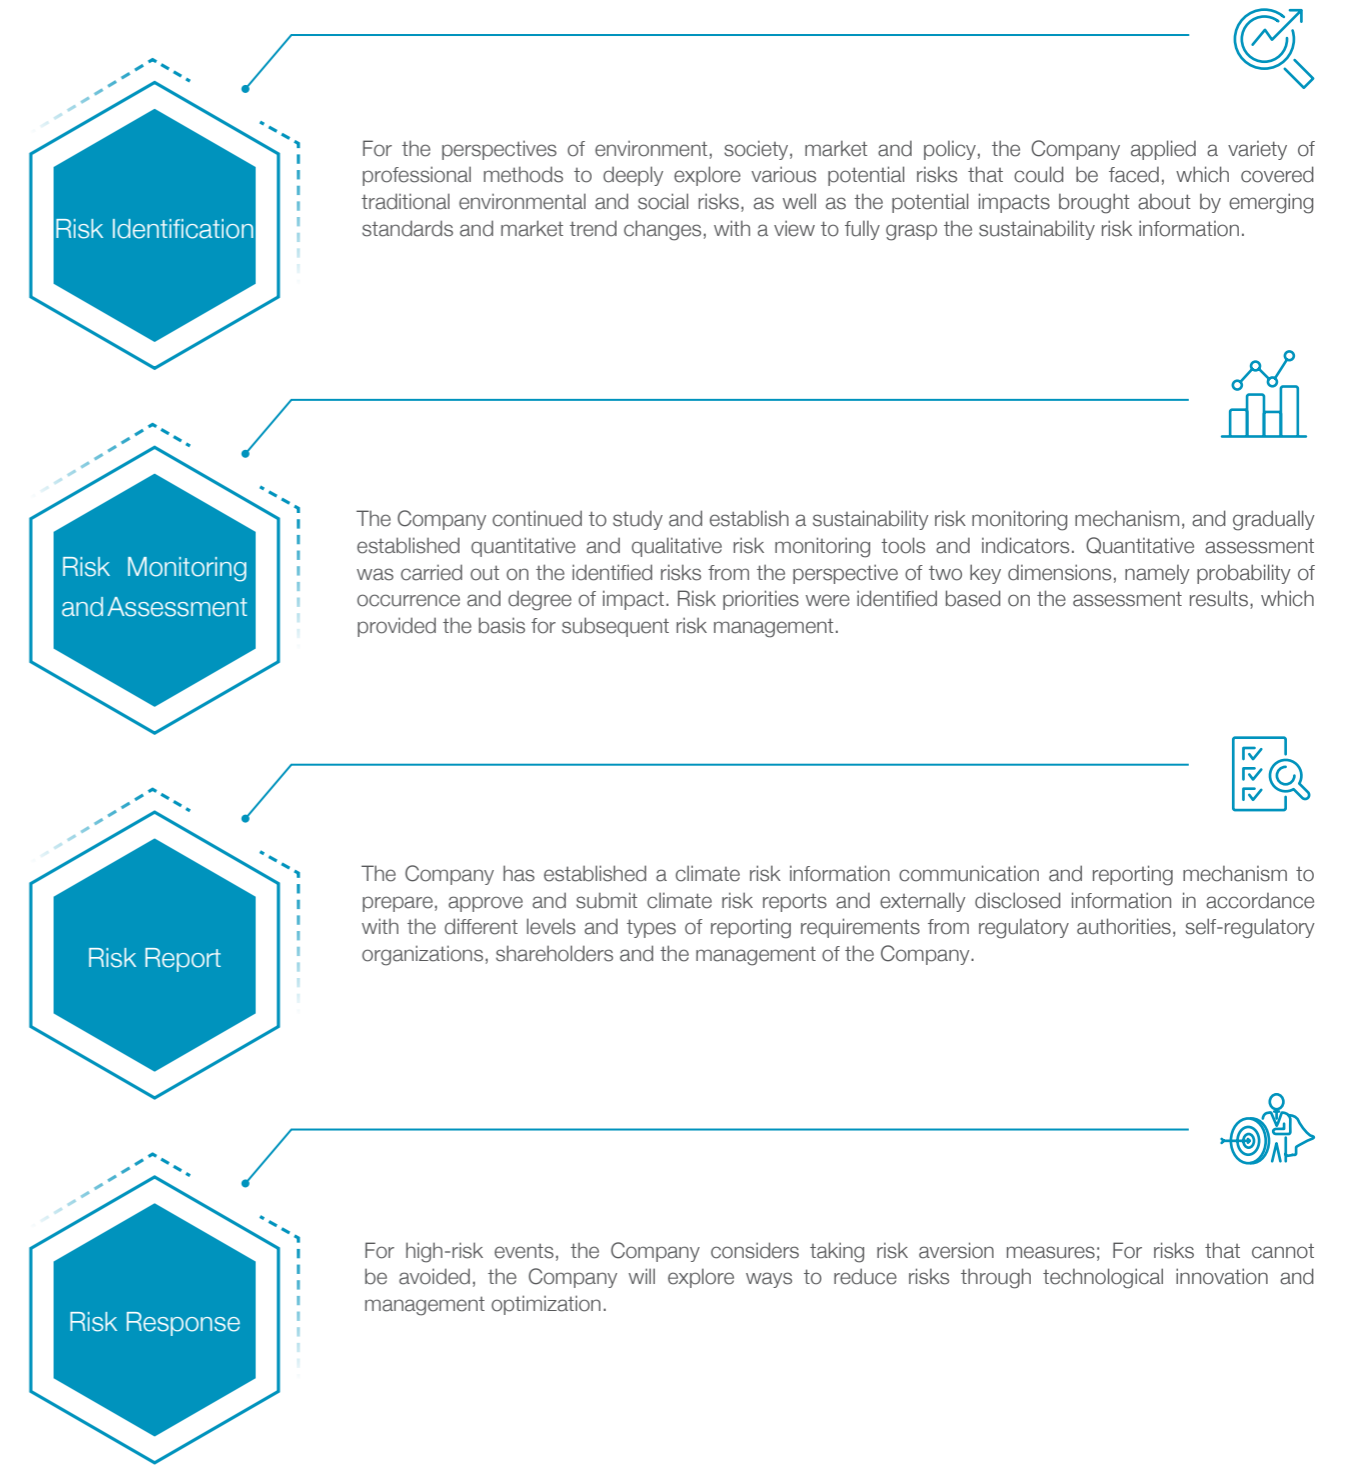 Risk Identification
For the perspectives of environment, society, market and policy, the Company applied a variety of
professional methods to deeply explore various potential risks that could be faced, which covered
traditional environmental and social risks, as well as the potential impacts brought about by emerging
standards and market trend changes, with a view to fully grasp the sustainability risk information.
Risk Monitoring
and Assessment
The Company continued to study and establish a sustainability risk monitoring mechanism, and gradually
established quantitative and qualitative risk monitoring tools and indicators. Quantitative assessment
was carried out on the identified risks from the perspective of two key dimensions, namely probability of
occurrence and degree of impact. Risk priorities were identified based on the assessment results, which
provided the basis for subsequent risk management.
Risk Report
The Company has established a climate risk information communication and reporting mechanism to
prepare, approve and submit climate risk reports and externally disclosed information in accordance
with the different levels and types of reporting requirements from regulatory authorities, self-regulatory
organizations, shareholders and the management of the Company.
Risk Response
For high-risk events, the Company considers taking risk aversion measures; For risks that cannot
be avoided, the Company will explore ways to reduce risks through technological innovation and
management optimization.